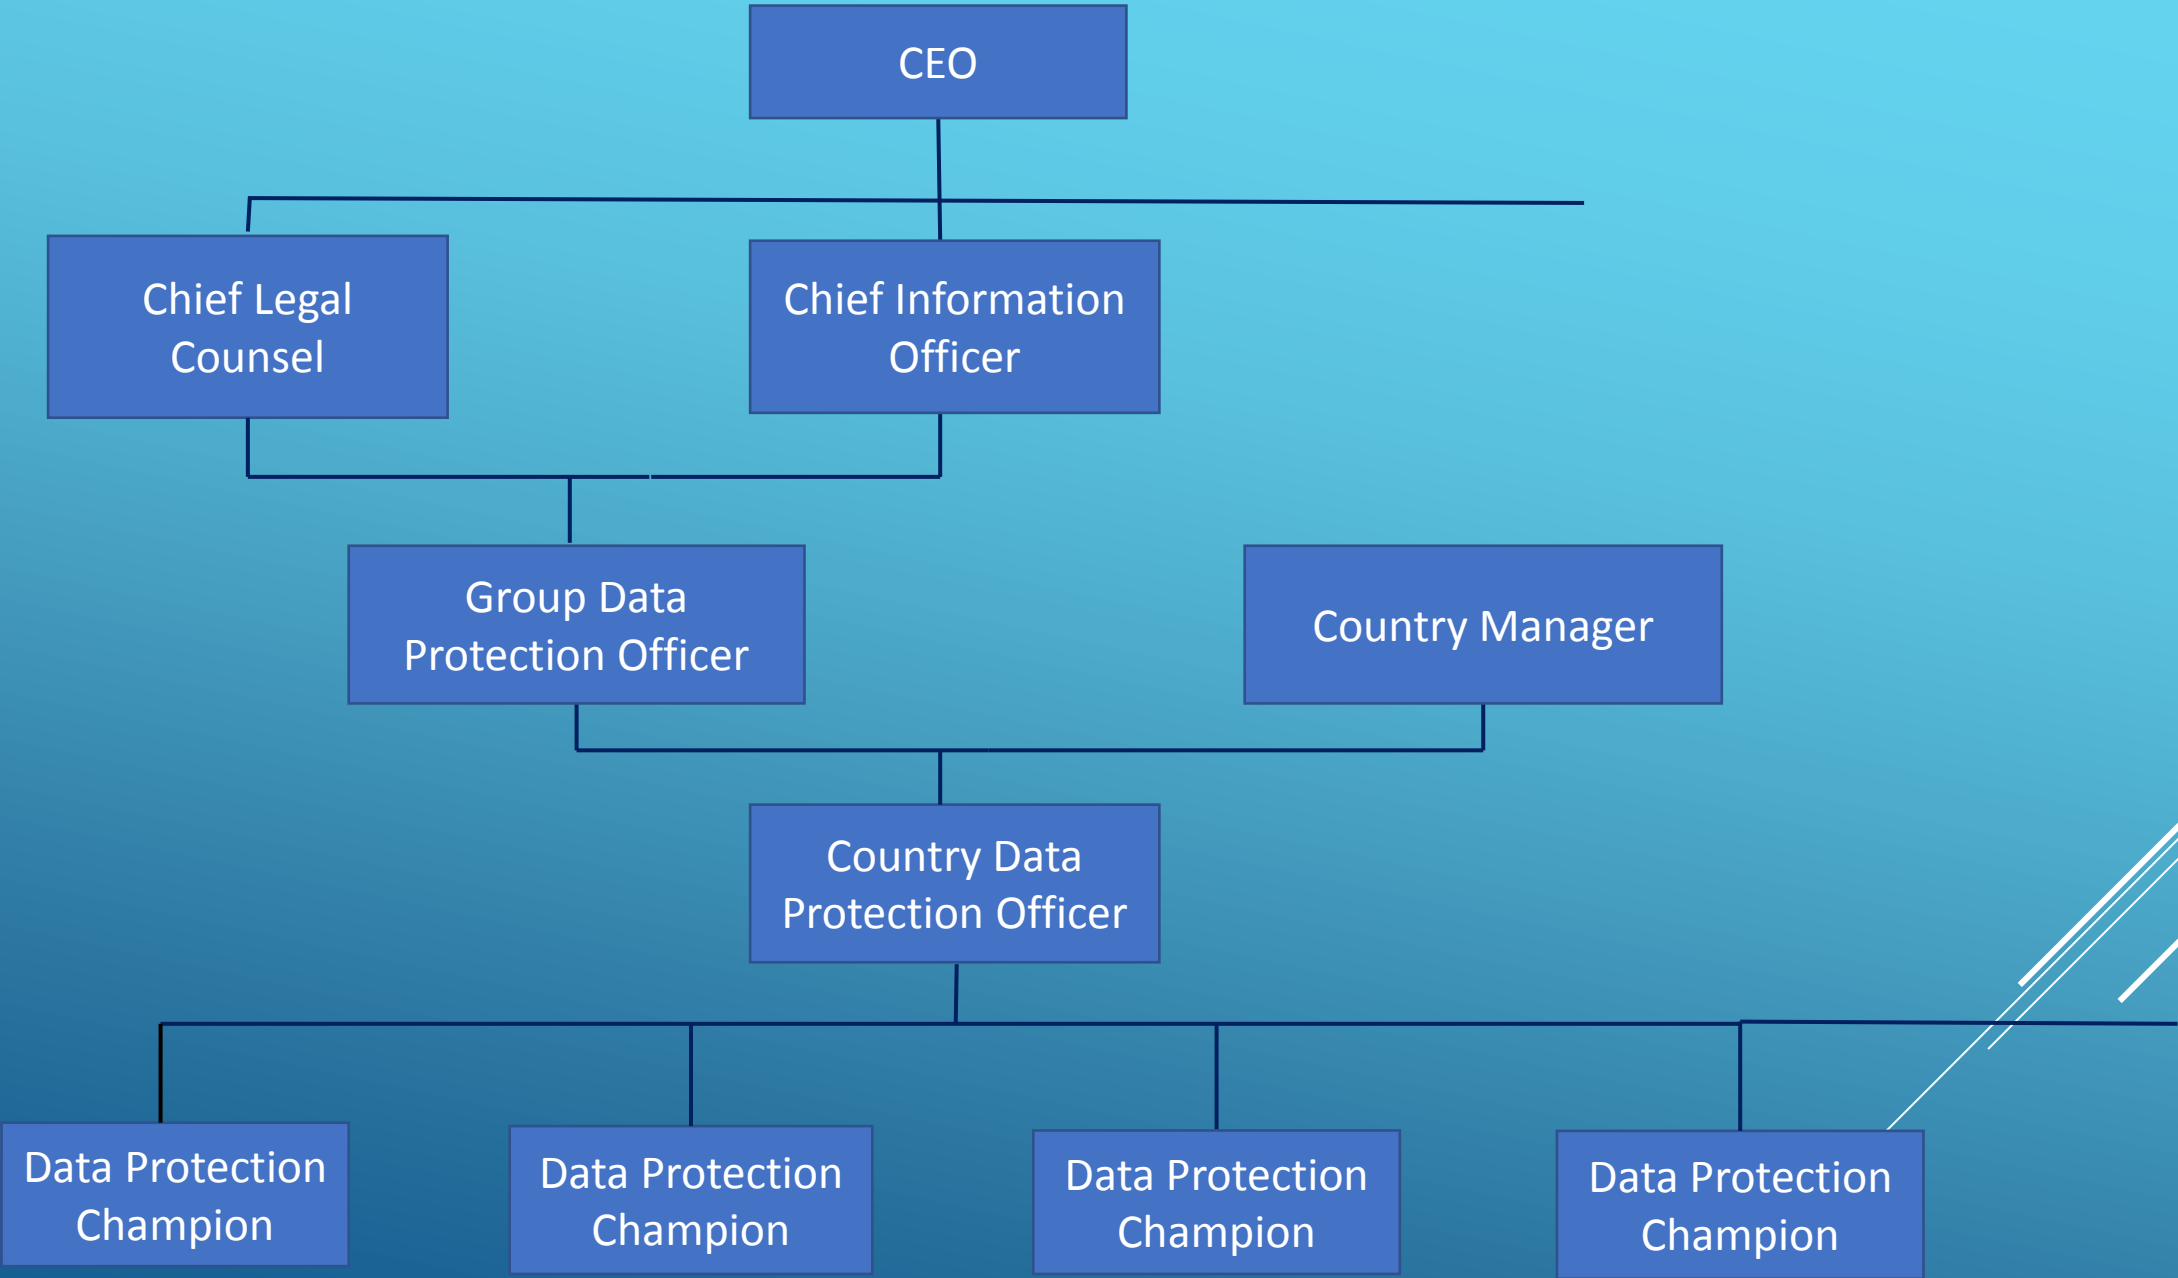 CEO
Chief Legal
Counsel
Chief Information
Officer
Group Data
Protection Officer
Country Manager
Country Data
Protection Officer
Data Protection
Champion
Data Protection
Champion
Data Protection
Champion
Data Protection
Champion